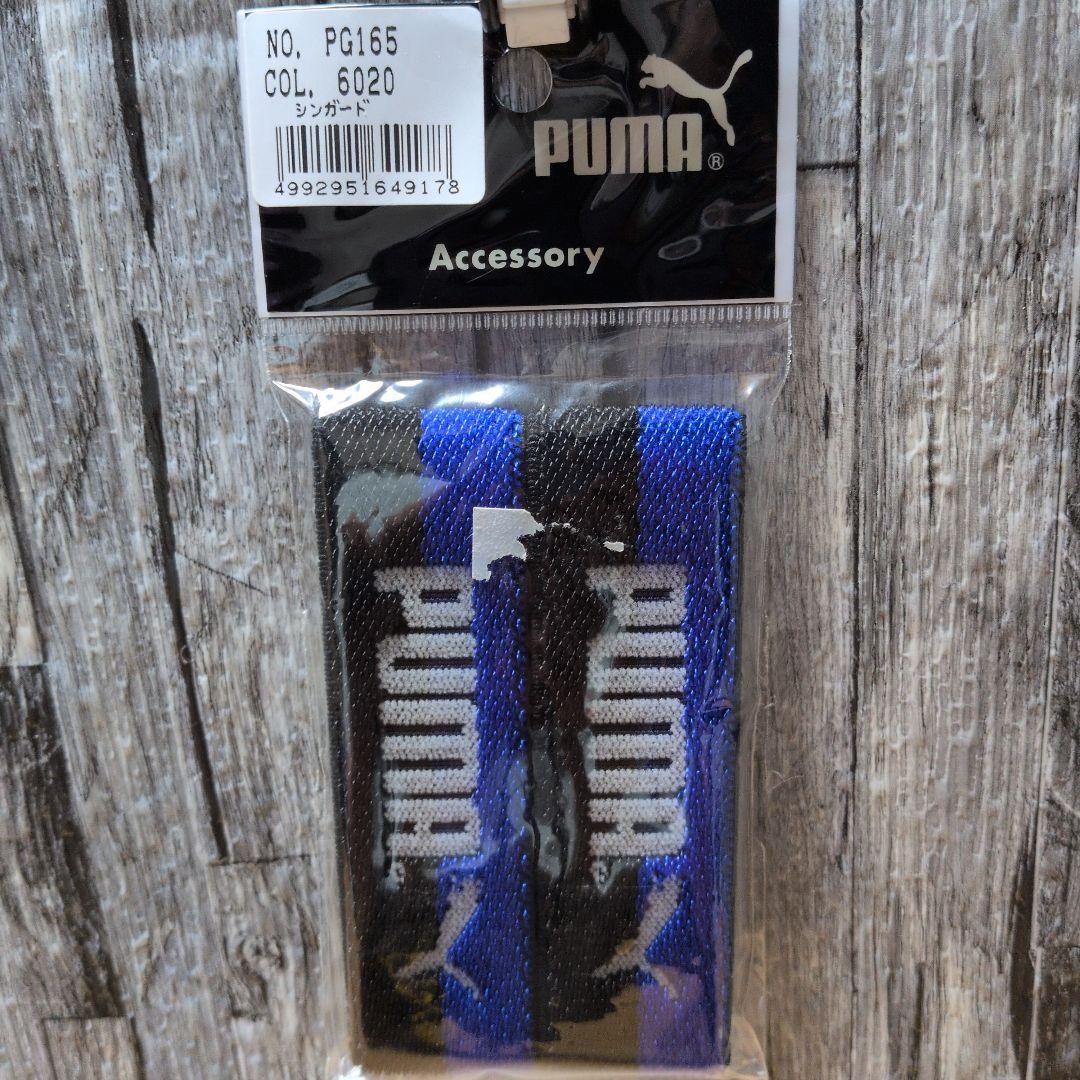 NO. PG165
COL. 6020
シンガード
4992951649178
PUMA®
Accessory
PUMA
PUMA